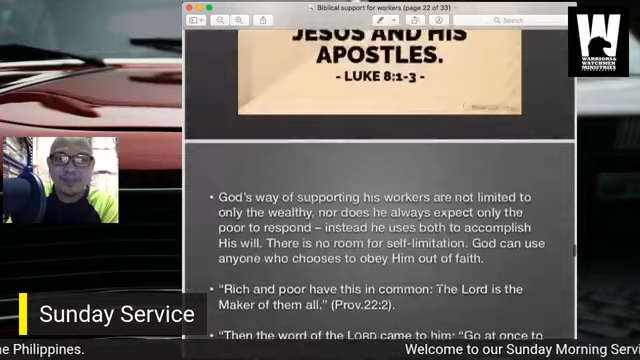 Biblical support for workers (page 22 of 33)
Search
JESUS AND HIS
APOSTLES.
- LUKE 8:1-3 -
WARRIORS &
WATCHMEN
MINISTRIES
• God's way of supporting his workers are not limited to
only the wealthy, nor does he always expect only the
poor to respond – instead he uses both to accomplish
His will. There is no room for self-limitation. God can use
anyone who chooses to obey Him out of faith.
• "Rich and poor have this in common: The Lord is the
Maker of them all." (Prov.22:2).
• "Then the word of the LORD came to him: "Go at once to
Sunday Service
he Philippines.
Welcome to our Sunday Morning Servi